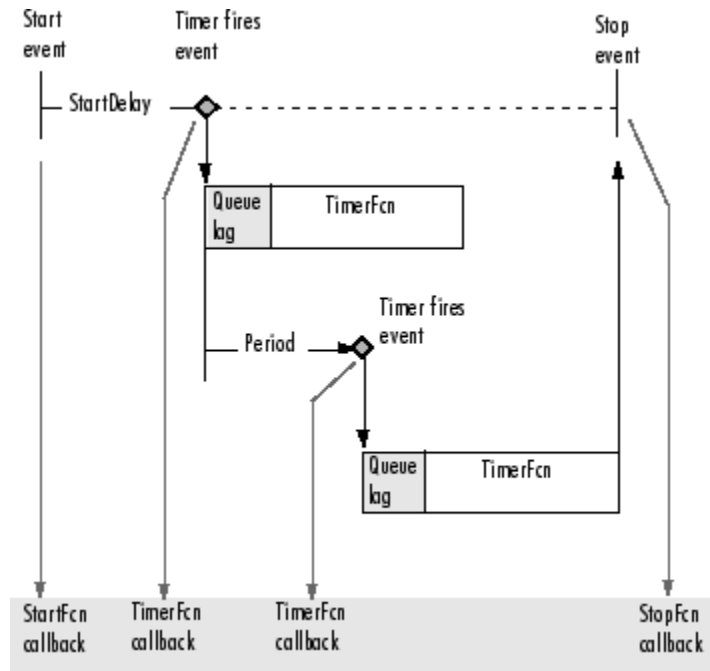 Start
event
Timer fires
event
Stop
event
StartDelay
Queue
lag
TimerFcn
Timer fires
event
Period
Queue
lag
TimerFcn
StartFcn
callback
TimerFcn
callback
TimerFcn
callback
StopFcn
callback